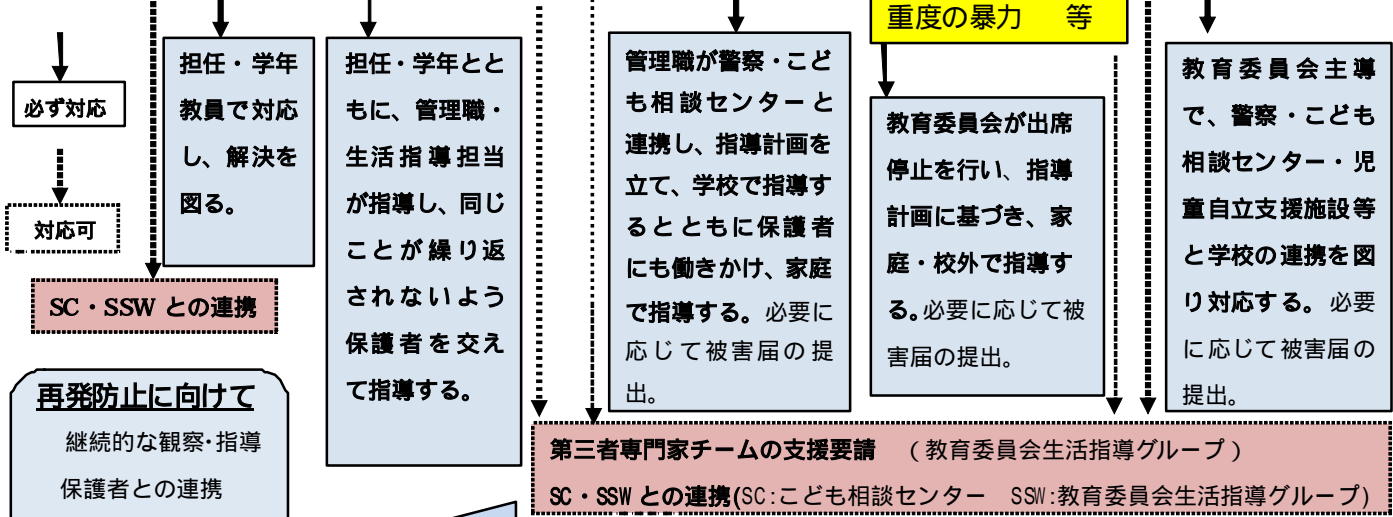 重度の暴力　等
必ず対応
対応可
担任・学年
教員で対応
し、解決を
図る。
SC・SSW との連携
担任・学年とと
もに、管理職・
生活指導担当
が指導し、同じ
ことが繰り返
されないよう
保護者を交え
て指導する。
管理職が警察・こど
も相談センターと
連携し、指導計画を
立て、学校で指導す
るとともに保護者
にも働きかけ、家庭
で指導する。必要に
応じて被害届の提
出。
教育委員会が出席
停止を行い、指導
計画に基づき、家
庭・校外で指導す
る。必要に応じて被
害届の提出。
教育委員会主導
で、警察・こども
相談センター・児
童自立支援施設等
と学校の連携を図
り対応する。必要
に応じて被害届の
提出。
再発防止に向けて
継続的な観察・指導
保護者との連携
第三者専門家チームの支援要請　（教育委員会生活指導グループ）
SC・SSW との連携(SC:こども相談センター　SSW:教育委員会生活指導グループ)